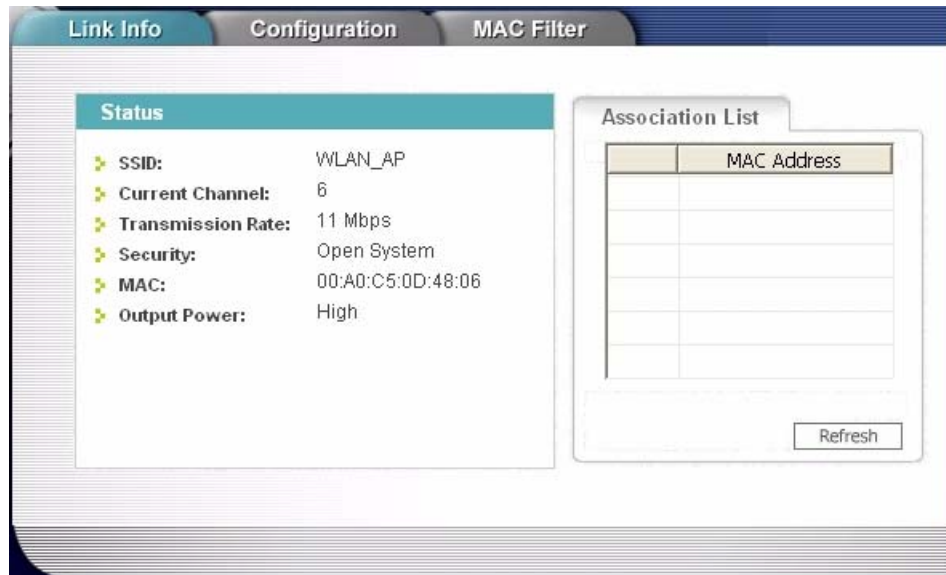 Link Info Configuration MAC Filter
Status
SSID: WLAN_AP
Current Channel: 6
Transmission Rate: 11 Mbps
Security: Open System
MAC: 00:A0:C5:0D:48:06
Output Power: High
Association List
MAC Address
Refresh